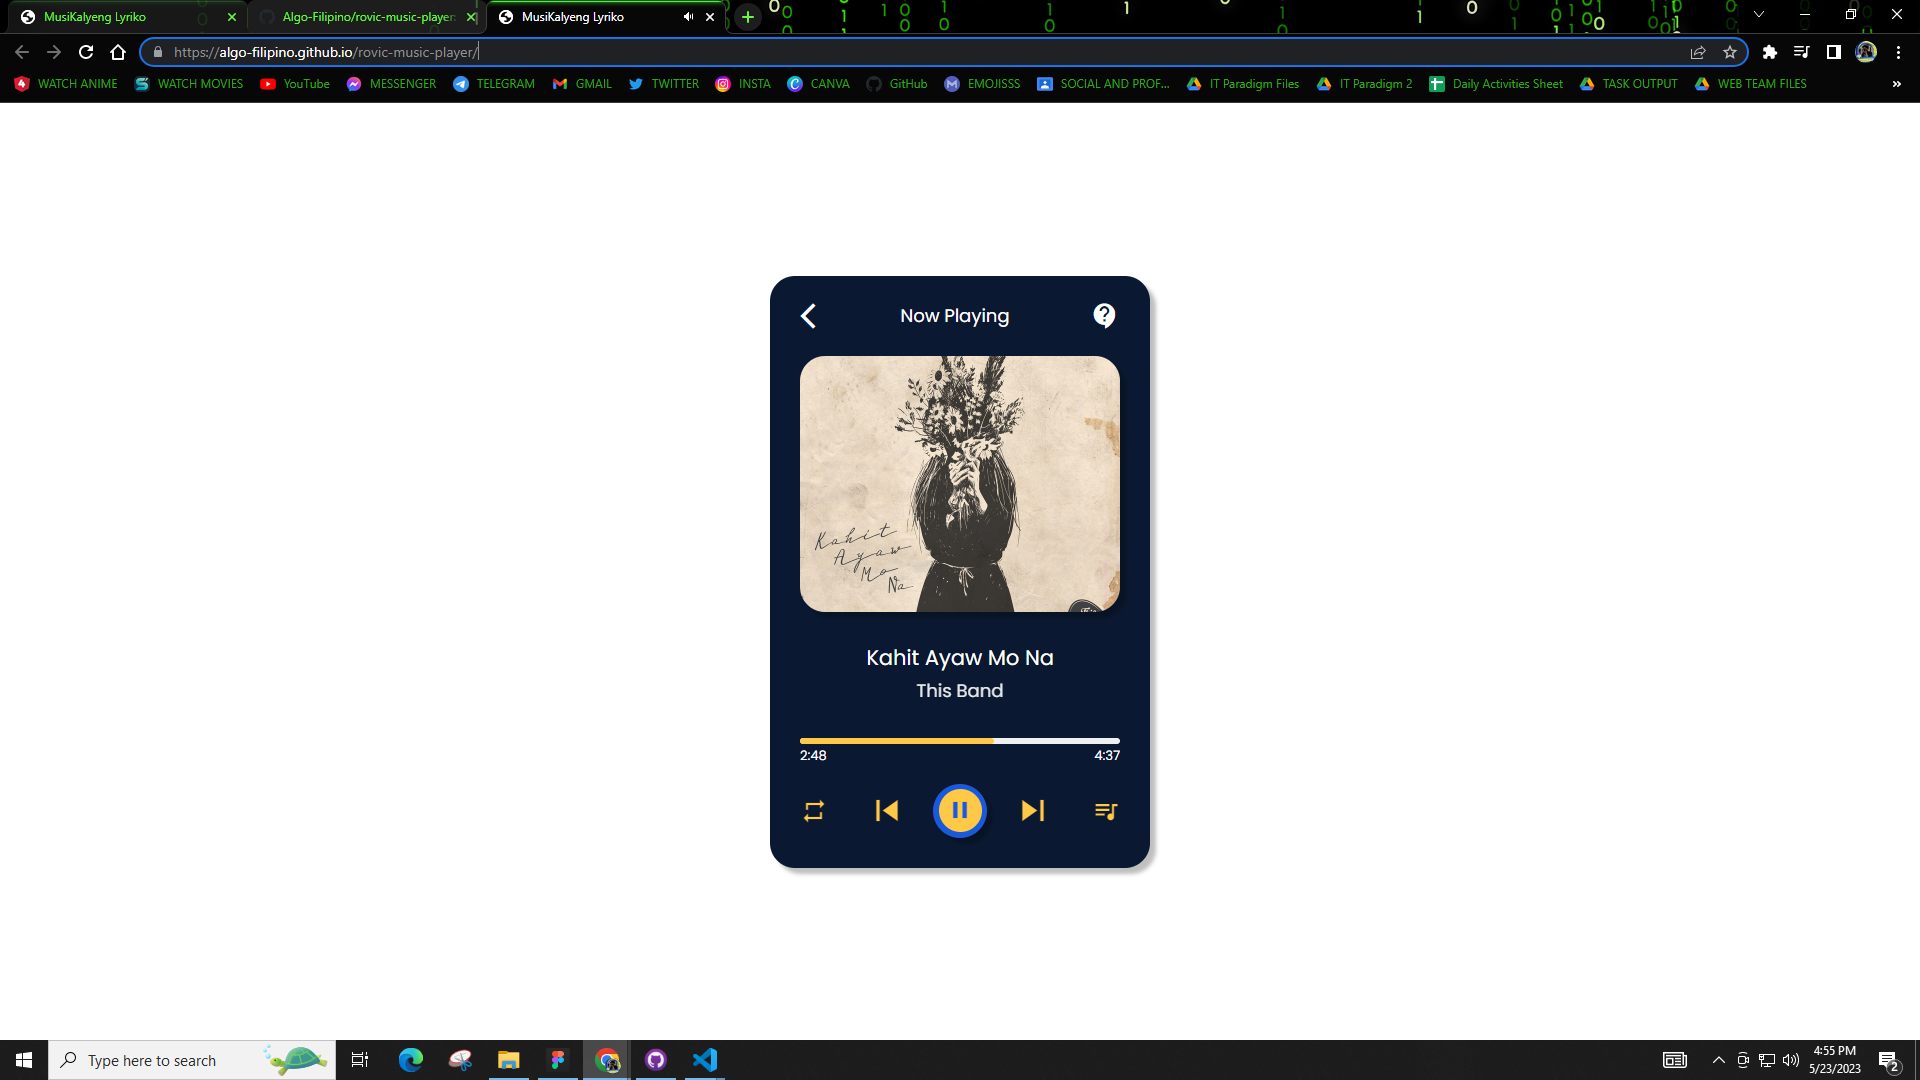 MusiKalyeng Lyriko
Algo-Filipino/rovic-music-player:
MusiKalyeng Lyriko
https://algo-filipino.github.io/rovic-music-player/
WATCH ANIME
WATCH MOVIES
YouTube
MESSENGER
TELEGRAM
GMAIL
TWITTER
INSTA
CANVA
GitHub
EMOJISSS
SOCIAL AND PROF...
IT Paradigm Files
IT Paradigm 2
Daily Activities Sheet
TASK OUTPUT
WEB TEAM FILES
»
Now Playing
Kahit
Ayaw
Mo
Na
Kahit Ayaw Mo Na
This Band
2:48
4:37
Type here to search
4:55 PM
5/23/2023
2